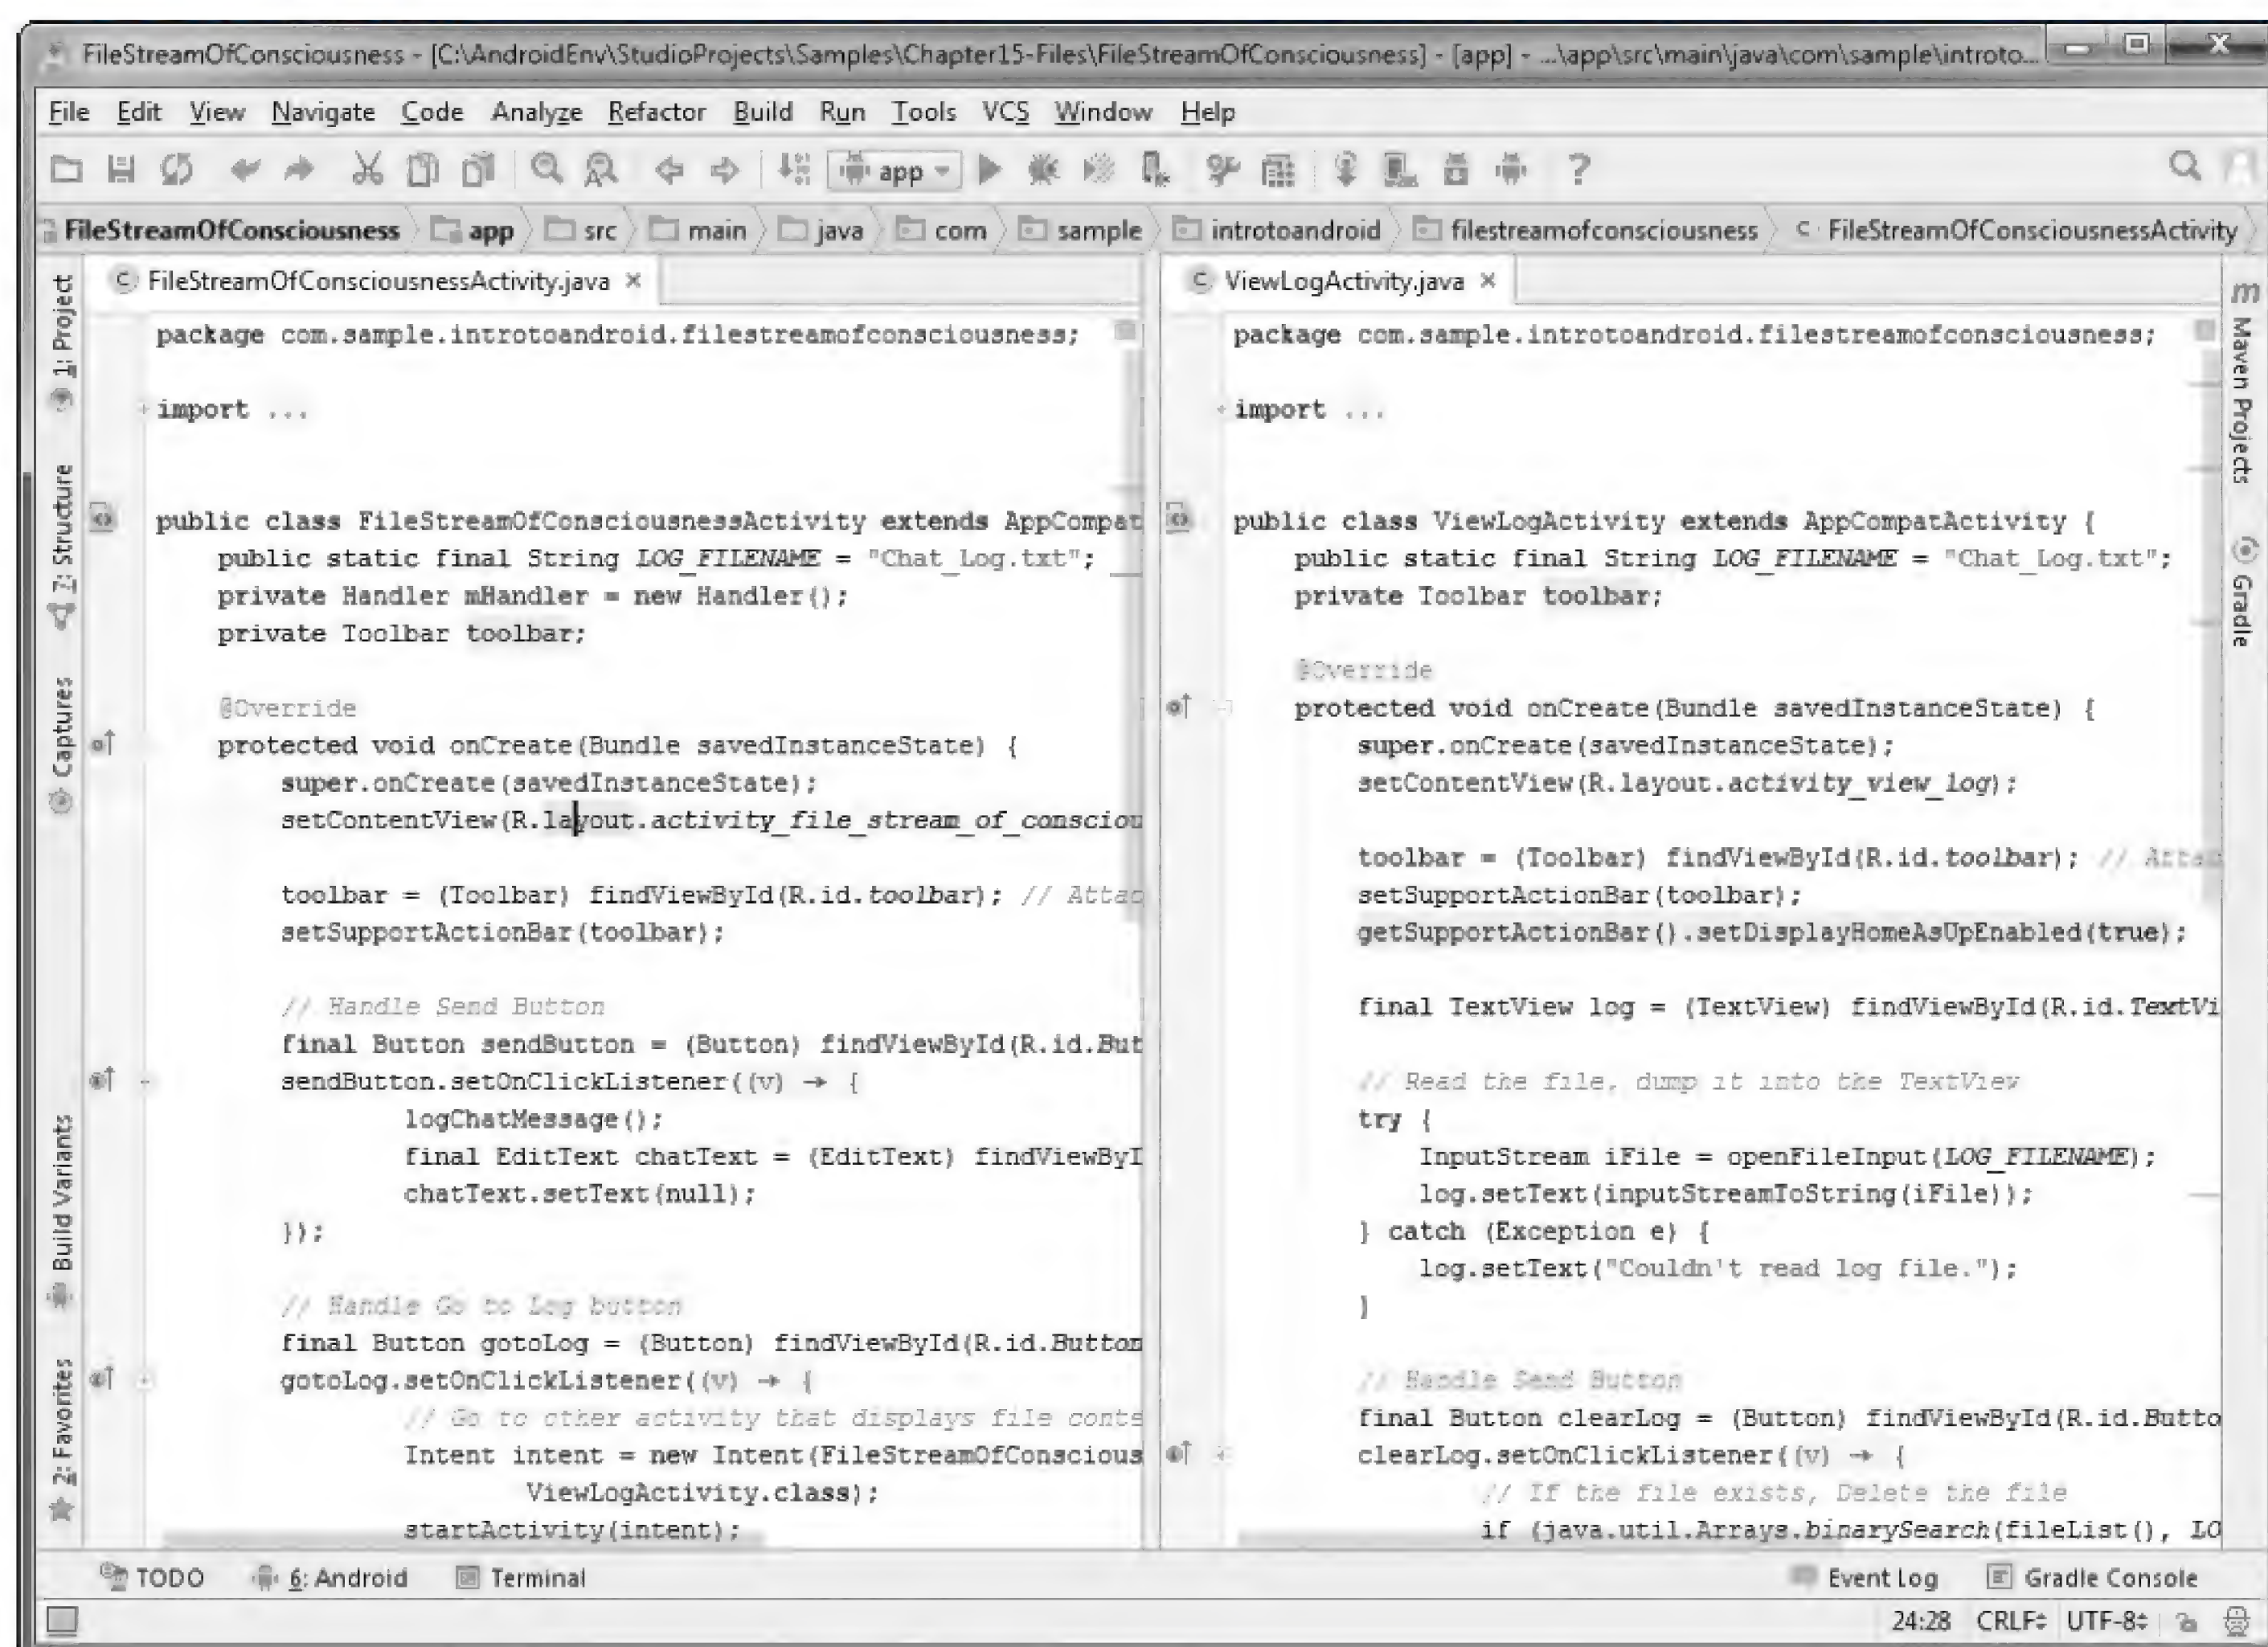 FileStreamOfConsciousness - [C:\AndroidEnv\StudioProjects\Samples\Chapter15-Files\FileStreamOfConsciousness] - [app] - ...\app\src\main\java\com\sample\introto...
File Edit View Navigate Code Analyze Refactor Build Run Tools VCS Window Help
app
FileStreamOfConsciousness app src main java com sample introtoandroid filestreamofconsciousness C FileStreamOfConsciousnessActivity
1: Project
7: Structure
Captures
Build Variants
2: Favorites
C FileStreamOfConsciousnessActivity.java ×
package com.sample.introtoandroid.filestreamofconsciousness;
import ...
public class FileStreamOfConsciousnessActivity extends AppCompat
public static final String LOG_FILENAME = "Chat_Log.txt";
private Handler mHandler = new Handler();
private Toolbar toolbar;
@Override
protected void onCreate(Bundle savedInstanceState) {
super.onCreate(savedInstanceState);
setContentView(R.layout.activity_file_stream_of_consciou
toolbar = (Toolbar) findViewById(R.id.toolbar); // Attac
setSupportActionBar(toolbar);
// Handle Send Button
final Button sendButton = (Button) findViewById(R.id.But
sendButton.setOnClickListener((v) → {
logChatMessage();
final EditText chatText = (EditText) findViewByI
chatText.setText(null);
});
// Handle Go to Log button
final Button gotoLog = (Button) findViewById(R.id.Button
gotoLog.setOnClickListener((v) → {
// Go to other activity that displays file conte
Intent intent = new Intent(FileStreamOfConscious
ViewLogActivity.class);
startActivity(intent);
C ViewLogActivity.java ×
package com.sample.introtoandroid.filestreamofconsciousness;
import ...
public class ViewLogActivity extends AppCompatActivity {
public static final String LOG_FILENAME = "Chat_Log.txt";
private Toolbar toolbar;
@Override
protected void onCreate(Bundle savedInstanceState) {
super.onCreate(savedInstanceState);
setContentView(R.layout.activity_view_log);
toolbar = (Toolbar) findViewById(R.id.toolbar); // Attac
setSupportActionBar(toolbar);
getSupportActionBar().setDisplayHomeAsUpEnabled(true);
final TextView log = (TextView) findViewById(R.id.TextVi
// Read the file, dump it into the TextView
try {
InputStream iFile = openFileInput(LOG_FILENAME);
log.setText(inputStreamToString(iFile));
} catch (Exception e) {
log.setText("Couldn't read log file.");
}
// Handle Send Button
final Button clearLog = (Button) findViewById(R.id.Butto
clearLog.setOnClickListener((v) → {
// If the file exists, Delete the file
if (java.util.Arrays.binarySearch(fileList(), LO
m Maven Projects
Gradle
TODO 6: Android Terminal Event Log Gradle Console
24:28 CRLF UTF-8